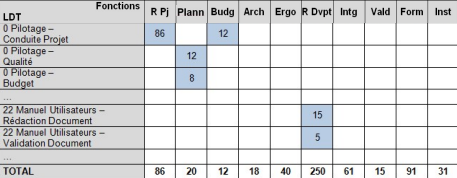 Fonctions
LDT R Pj Plann Budg Arch Ergo R Dvpt Intg Vald Form Inst
0 Pilotage –
Conduite Projet 86 12
0 Pilotage –
Qualité 12
0 Pilotage –
Budget 8
...
22 Manuel Utilisateurs –
Rédaction Document 15
22 Manuel Utilisateurs –
Validation Document 5
...
TOTAL 86 20 12 18 40 250 61 15 91 31